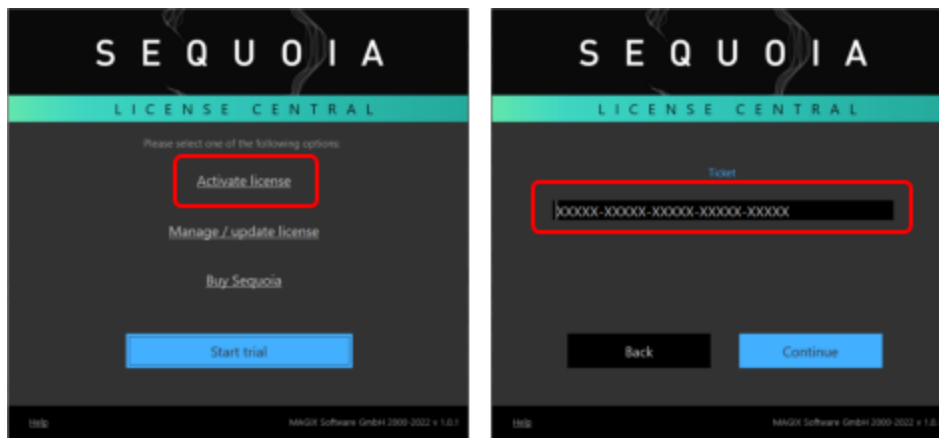 SEQUOIA
LICENSE CENTRAL
Please select one of the following options:
Activate license
Manage / update license
Buy Sequoia
Start trial
Help
MAGIX Software GmbH 2000-2022 v 1.0.1
SEQUOIA
LICENSE CENTRAL
Ticket
XXXXX-XXXXX-XXXXX-XXXXX-XXXXX
Back
Continue
Help
MAGIX Software GmbH 2000-2022 v 1.0.